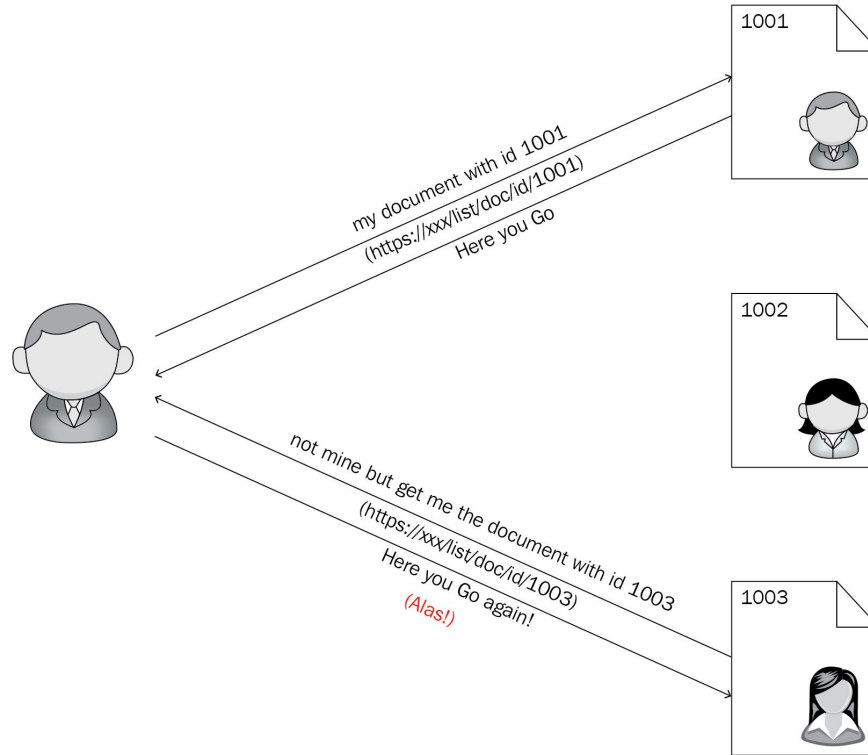 1001
my document with id 1001
(https://xxx/list/doc/id/1001)
Here you Go
1002
not mine but get me the document with id 1003
(https://xxx/list/doc/id/1003)
Here you Go again!
(Alas!)
1003